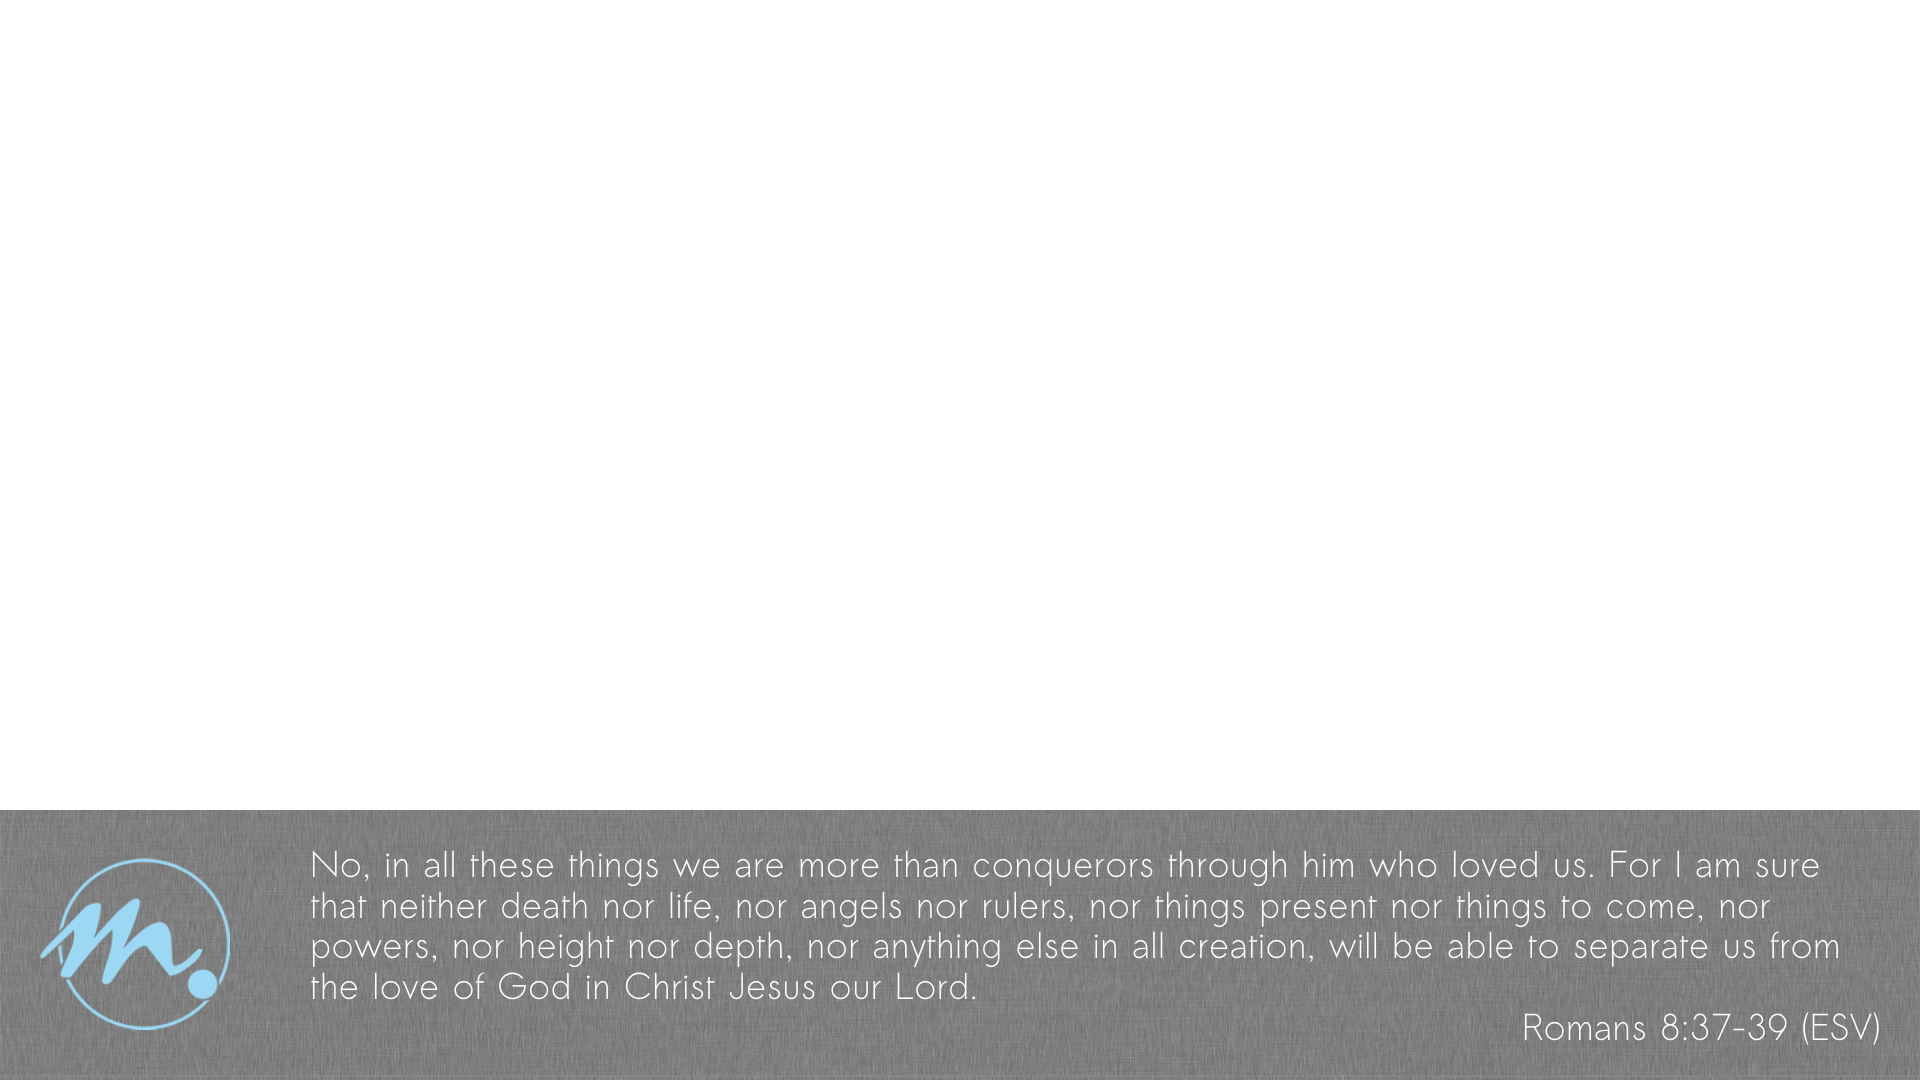 m.
No, in all these things we are more than conquerors through him who loved us. For I am sure
that neither death nor life, nor angels nor rulers, nor things present nor things to come, nor
powers, nor height nor depth, nor anything else in all creation, will be able to separate us from
the love of God in Christ Jesus our Lord.
Romans 8:37-39 (ESV)